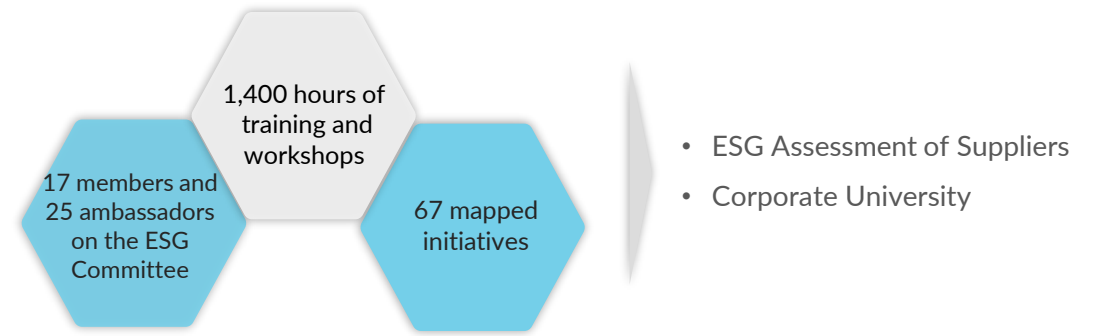 1,400 hours of
training and
workshops
17 members and
25 ambassadors
on the ESG
Committee
67 mapped
initiatives
• ESG Assessment of Suppliers
• Corporate University